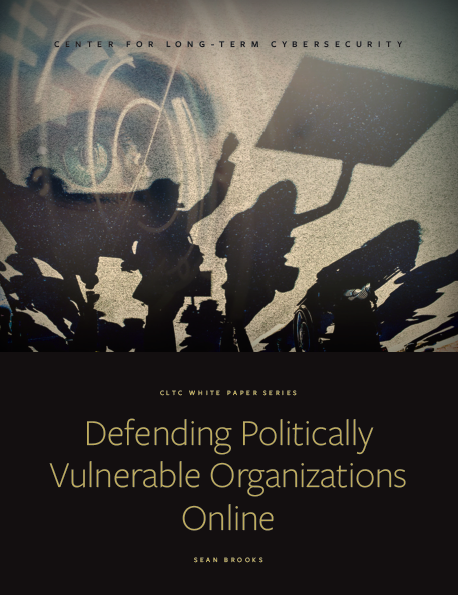 CENTER FOR LONG-TERM CYBERSECURITY
CLTC WHITE PAPER SERIES
Defending Politically
Vulnerable Organizations
Online
SEAN BROOKS